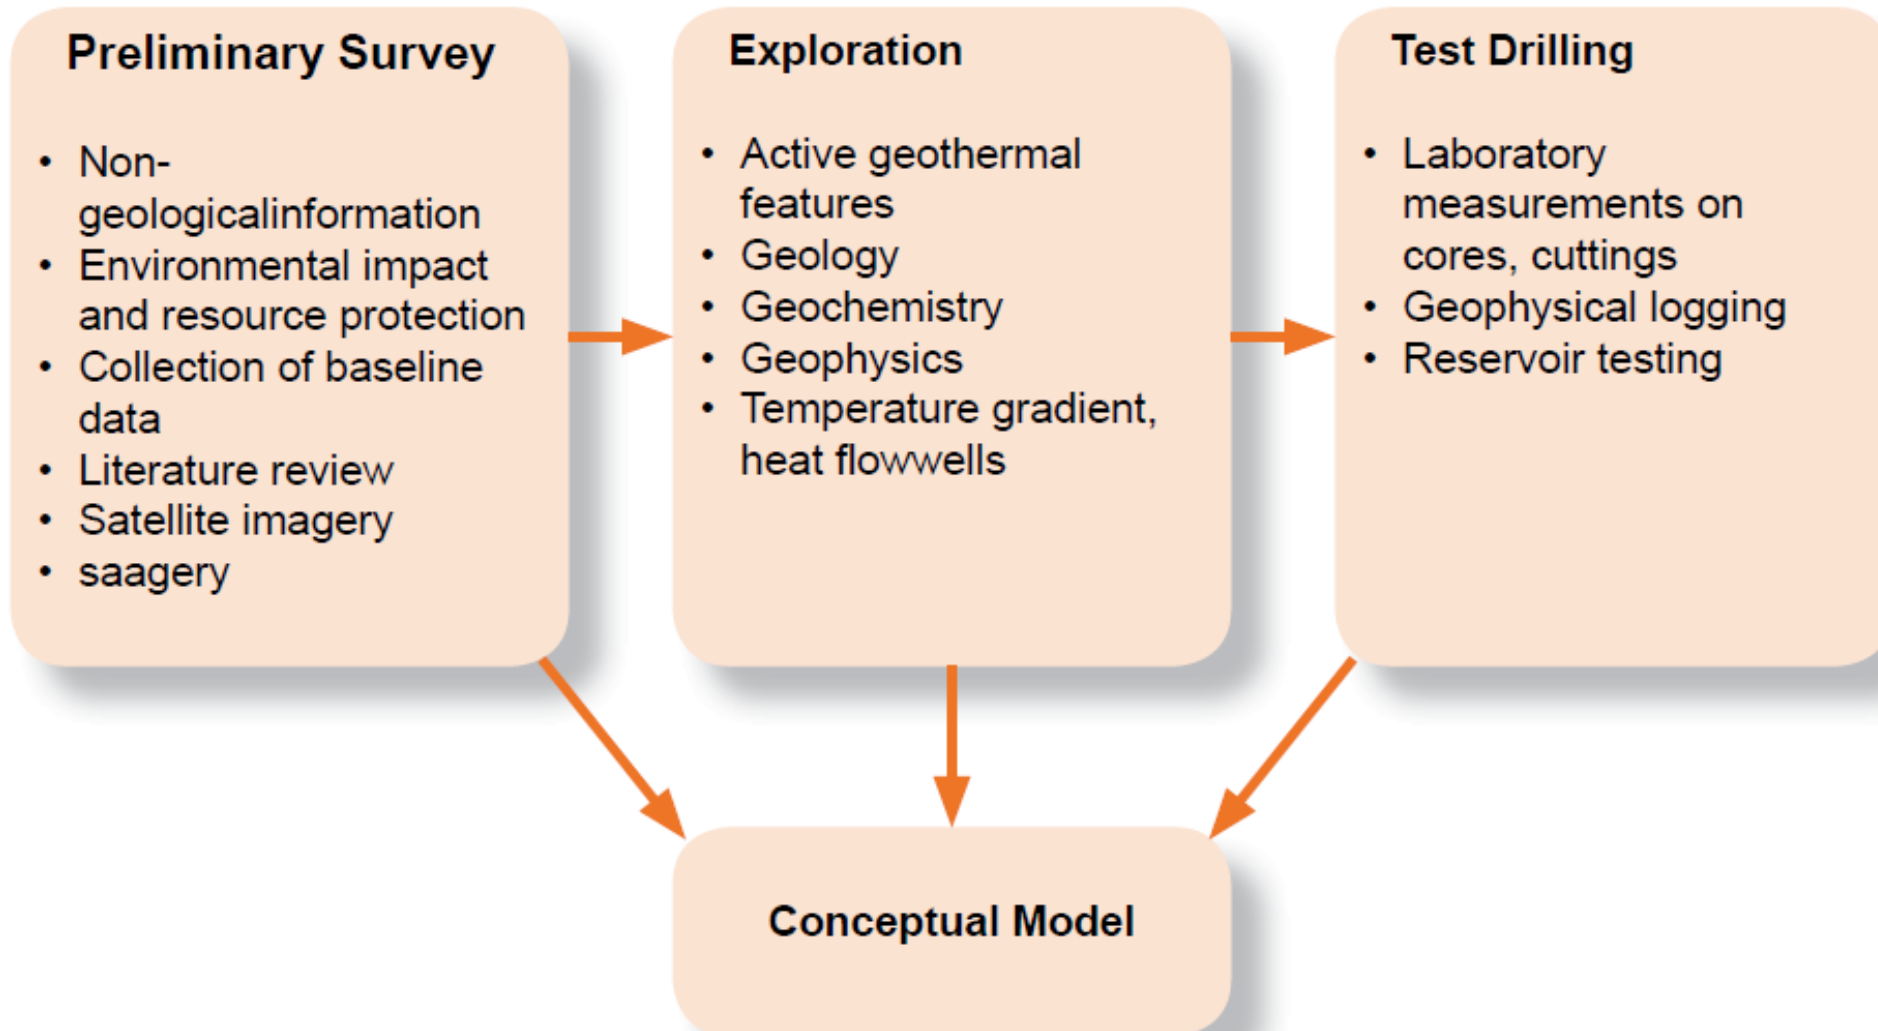 Preliminary Survey
• Non-
geologicalinformation
• Environmental impact
and resource protection
• Collection of baseline
data
• Literature review
• Satellite imagery
• saagery
Exploration
• Active geothermal
features
• Geology
• Geochemistry
• Geophysics
• Temperature gradient,
heat flowwells
Test Drilling
• Laboratory
measurements on
cores, cuttings
• Geophysical logging
• Reservoir testing
Conceptual Model